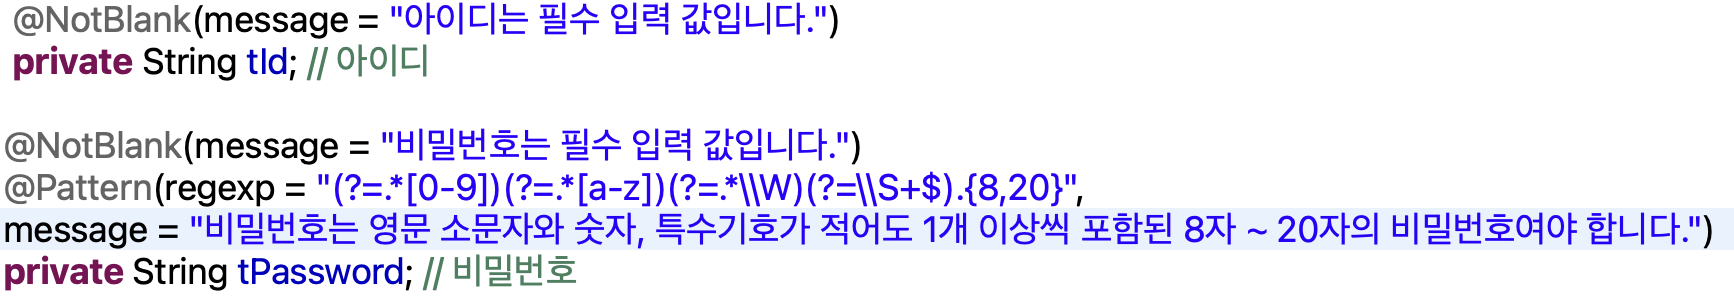 @NotBlank(message = "아이디는 필수 입력 값입니다.")
private String tId; // 아이디
@NotBlank(message = "비밀번호는 필수 입력 값입니다.")
@Pattern(regexp = "(?=.*[0-9])(?=.*[a-z])(?=.*\\W)(?=\\S+$).{8,20}",
message = "비밀번호는 영문 소문자와 숫자, 특수기호가 적어도 1개 이상씩 포함된 8자 ~ 20자의 비밀번호여야 합니다.")
private String tPassword; // 비밀번호